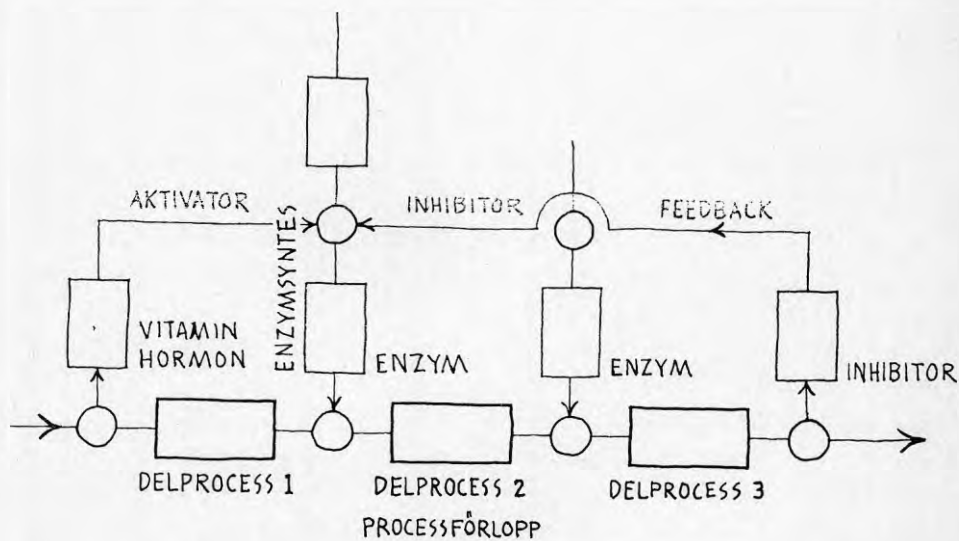 AKTIVATOR
INHIBITOR
FEEDBACK
ENZYMSYNTES
VITAMIN
HORMON
ENZYM
ENZYM
INHIBITOR
DELPROCESS 1
DELPROCESS 2
DELPROCESS 3
PROCESSFÖRLOPP